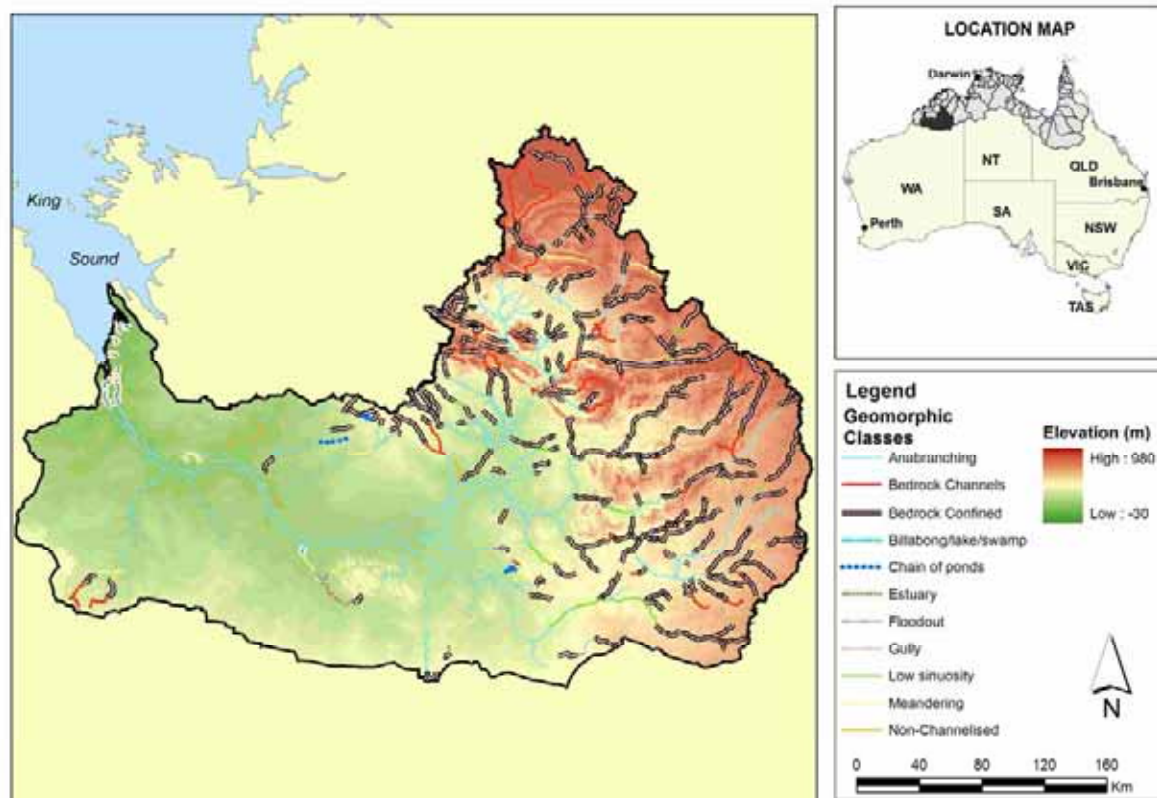 King
Sound
LOCATION MAP
Darwin
NT
QLD
Brisbane
WA
SA
Perth
NSW
VIC
TAS
Legend
Geomorphic
Classes
Anabranching
Bedrock Channels
Bedrock Confined
Billabong/lake/swamp
Chain of ponds
Estuary
Floodout
Gully
Low sinuosity
Meandering
Non-Channelised
Elevation (m)
High : 980
Low : -30
N
0 40 80 120 160
Km